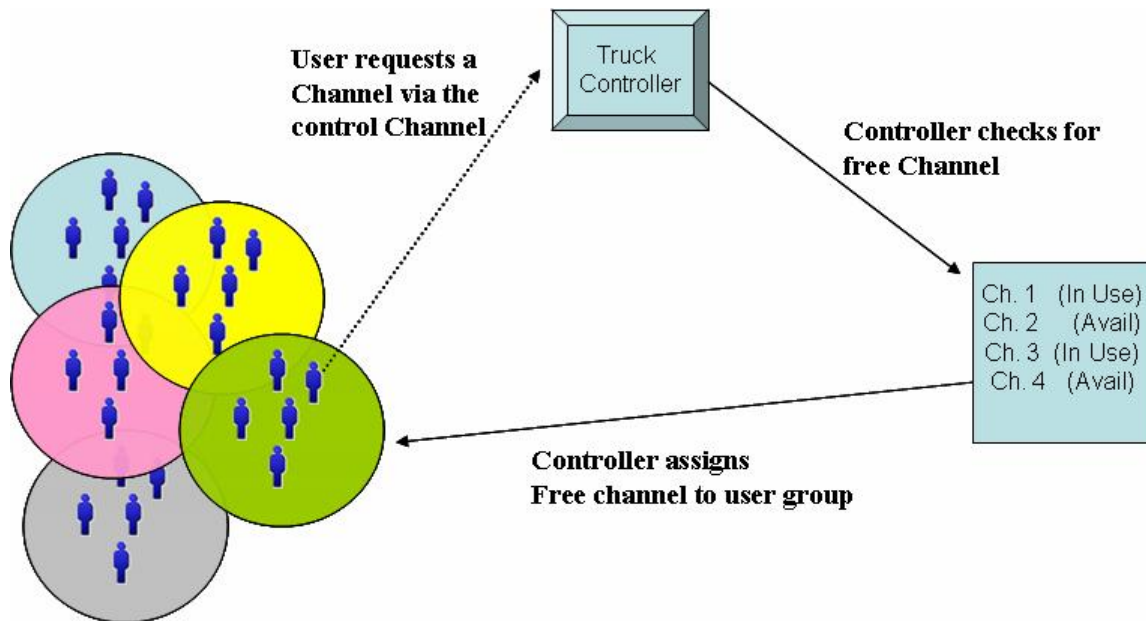 User requests a
Channel via the
control Channel
Truck
Controller
Controller checks for
free Channel
Ch. 1 (In Use)
Ch. 2 (Avail)
Ch. 3 (In Use)
Ch. 4 (Avail)
Controller assigns
Free channel to user group